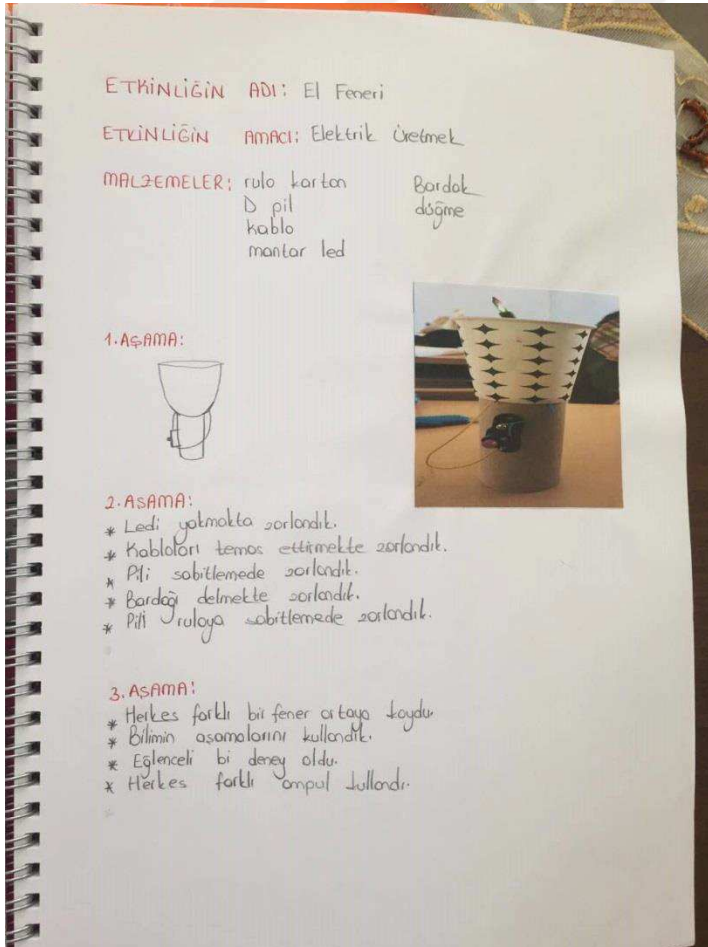 ETKİNLİĞİN ADI: El Feneri
ETKİNLİĞİN AMACI: Elektrik Üretmek
MALZEMELER: rulo karton
D pil
kablo
mantar led
Bardak
düğme
1. AŞAMA:
2. ASAMA:
* Ledi yakmakta zorlandık.
* Kabloları temas ettirmekte zorlandık.
* Pili sabitlemede zorlandık.
* Bardağı delmekte zorlandık.
* Pili ruloya sabitlemede zorlandık.
3. ASAMA:
* Herkes farklı bir fener ortaya koydu.
* Bilimin aşamalarını kullandık.
* Eğlenceli bi deney oldu.
* Herkes farklı ampul kullandı.